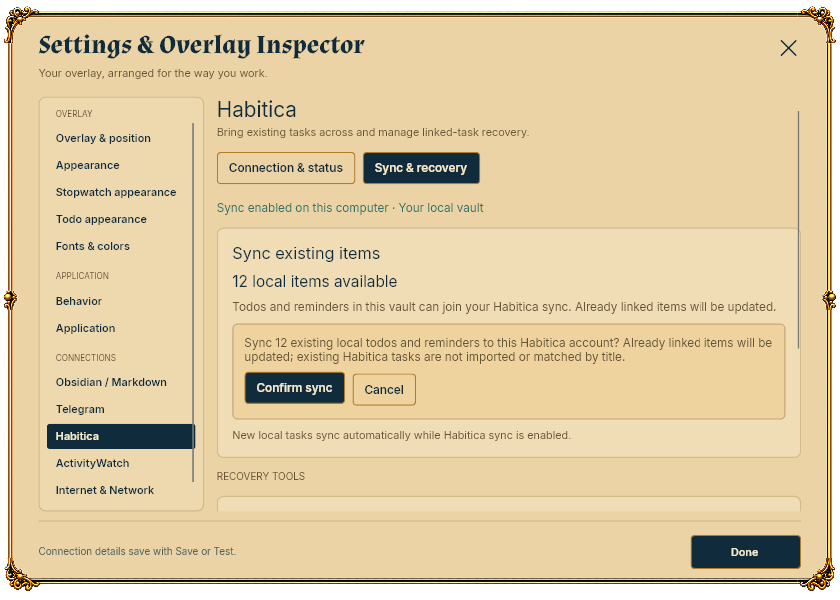 Settings & Overlay Inspector
Your overlay, arranged for the way you work.
OVERLAY
Overlay & position
Appearance
Stopwatch appearance
Todo appearance
Fonts & colors
APPLICATION
Behavior
Application
CONNECTIONS
Obsidian / Markdown
Telegram
Habitica
ActivityWatch
Internet & Network
Habitica
Bring existing tasks across and manage linked-task recovery.
Connection & status
Sync & recovery
Sync enabled on this computer · Your local vault
Sync existing items
12 local items available
Todos and reminders in this vault can join your Habitica sync. Already linked items will be updated.
Sync 12 existing local todos and reminders to this Habitica account? Already linked items will be
updated; existing Habitica tasks are not imported or matched by title.
Confirm sync
Cancel
New local tasks sync automatically while Habitica sync is enabled.
RECOVERY TOOLS
Connection details save with Save or Test.
Done